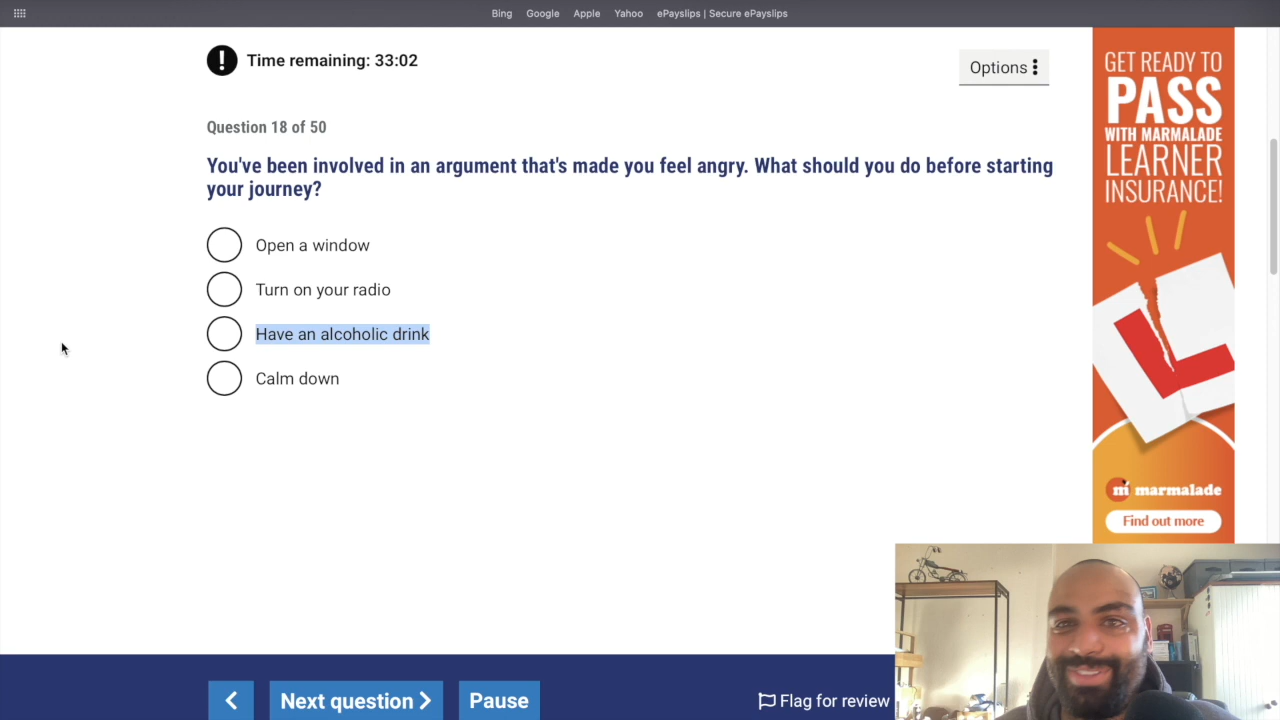 Bing Google Apple Yahoo ePayslips | Secure ePayslips
! Time remaining: 33:02
Options
Question 18 of 50
You've been involved in an argument that's made you feel angry. What should you do before starting
your journey?
Open a window
Turn on your radio
Have an alcoholic drink
Calm down
GET READY TO
PASS
WITH MARMALADE
LEARNER
INSURANCE!
L
m marmalade
Find out more
Next question
Pause
Flag for review